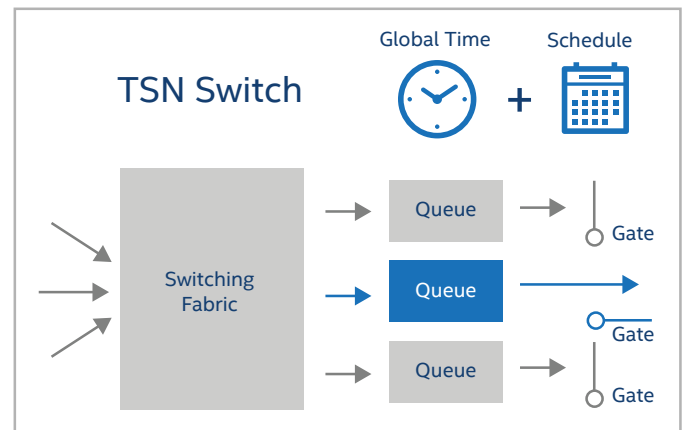 Global Time
Schedule
TSN Switch
+
Switching
Fabric
Queue
Gate
Queue
Gate
Queue
Gate